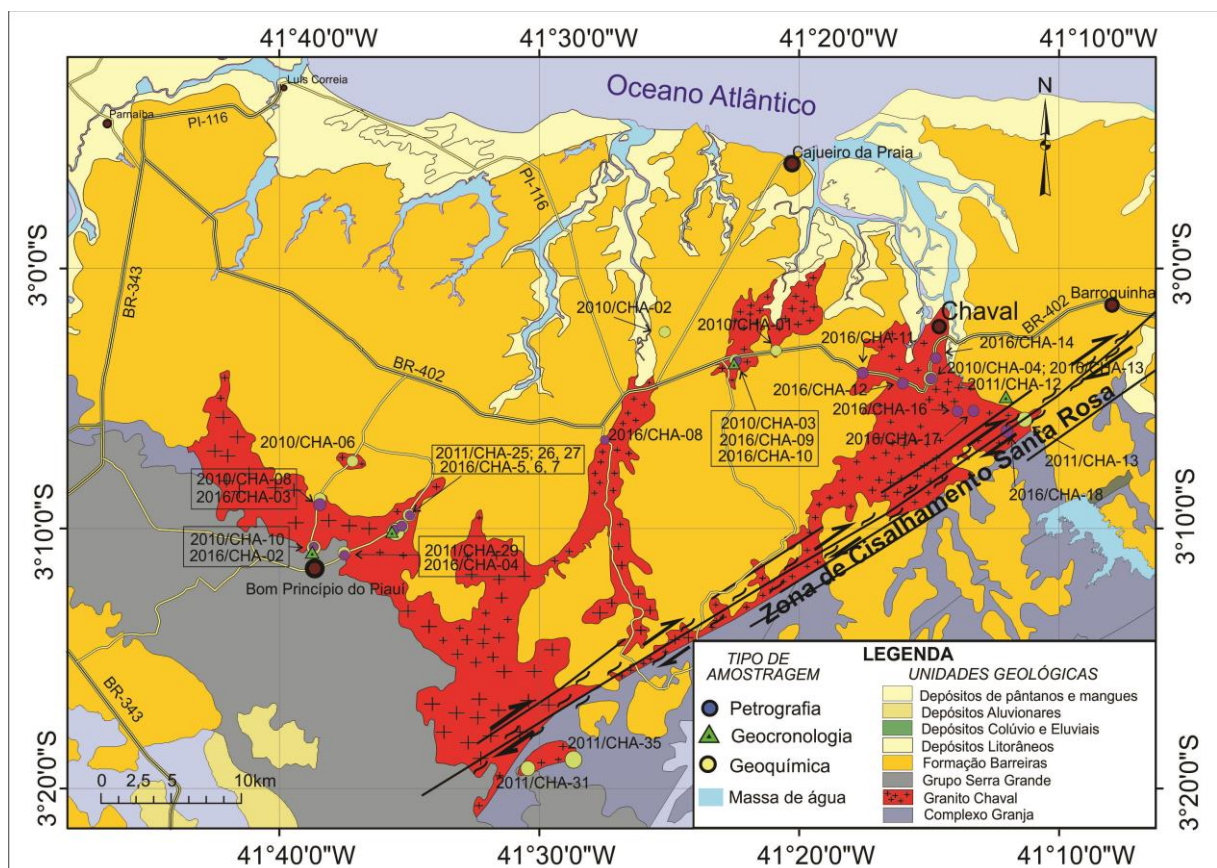 41°40'0"W 41°30'0"W 41°20'0"W 41°10'0"W
Luis Correia
Parnaíba
PI-116
Oceano Atlântico
N
Cajueiro da Praia
PI-116
3°0'0"S
3°0'0"S
BR-343
2010/CHA-02
Barroquinha
Chaval
BR-402
2010/CHA-01
2016/CHA-11
2016/CHA-14
BR-402
2010/CHA-04; 2016/CHA-13
2011/CHA-12
2016/CHA-12
2016/CHA-16
2016/CHA-17
2010/CHA-03
2016/CHA-09
2016/CHA-10
2016/CHA-08
2010/CHA-06
2011/CHA-25; 26, 27
2016/CHA-5, 6, 7
2011/CHA-13
2010/CHA-08
2016/CHA-03
2016/CHA-18
3°10'0"S
3°10'0"S
2010/CHA-10
2016/CHA-02
2011/CHA-29
2016/CHA-04
Bom Princípio do Piauí
Zona de Cisalhamento Santa Rosa
BR-343
2011/CHA-35
2011/CHA-31
0 2,5 5 10km
3°20'0"S
3°20'0"S
LEGENDA
TIPO DE
AMOSTRAGEM
Petrografia
Geocronologia
Geoquímica
Massa de água
UNIDADES GEOLÓGICAS
Depósitos de pântanos e mangues
Depósitos Aluvionares
Depósitos Colúvio e Eluviais
Depósitos Litorâneos
Formação Barreiras
Grupo Serra Grande
Granito Chaval
Complexo Granja
41°40'0"W 41°30'0"W 41°20'0"W 41°10'0"W